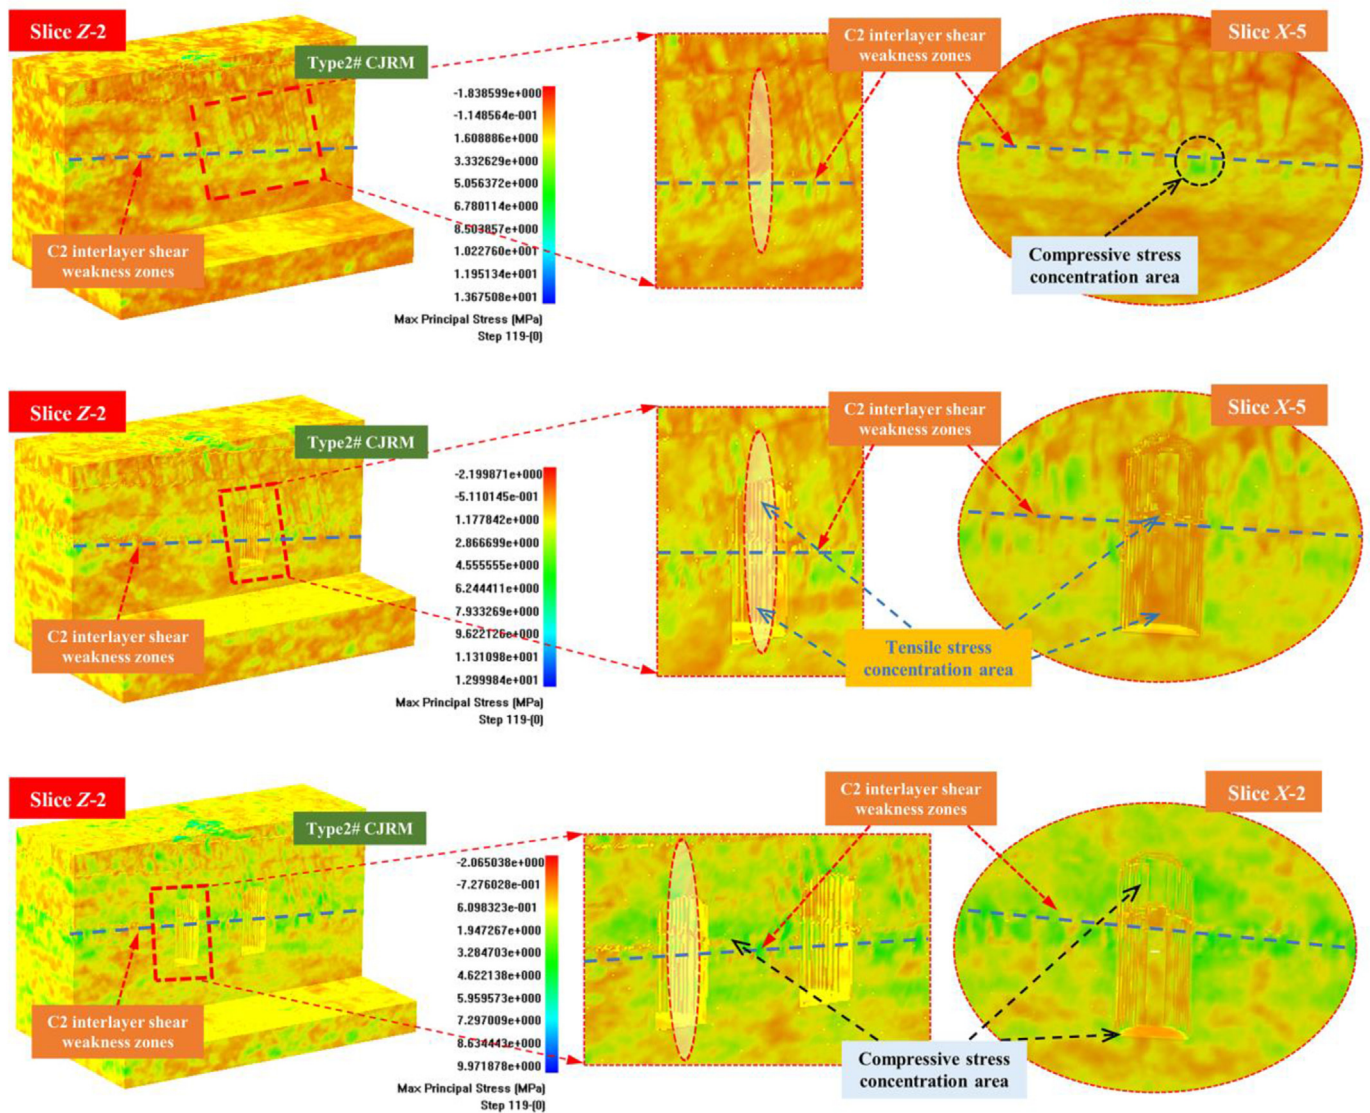 Slice Z-2
Type2# CJRM
C2 interlayer shear
weakness zones
-1.838599e+000
-1.148564e-001
1.608886e+000
3.332629e+000
5.056372e+000
6.780114e+000
8.503857e+000
1.022760e+001
1.195134e+001
1.367508e+001
Max Principal Stress (MPa)
Step 119-(0)
C2 interlayer shear
weakness zones
Slice X-5
Compressive stress
concentration area
Slice Z-2
Type2# CJRM
C2 interlayer shear
weakness zones
-2.199871e+000
-5.110145e-001
1.177842e+000
2.866699e+000
4.555555e+000
6.244411e+000
7.933269e+000
9.622126e+000
1.131098e+001
1.299984e+001
Max Principal Stress (MPa)
Step 119-(0)
C2 interlayer shear
weakness zones
Slice X-5
Tensile stress
concentration area
Slice Z-2
Type2# CJRM
C2 interlayer shear
weakness zones
-2.065038e+000
-7.276028e-001
6.098323e-001
1.947267e+000
3.284703e+000
4.622138e+000
5.959573e+000
7.297009e+000
8.634443e+000
9.971878e+000
Max Principal Stress (MPa)
Step 119-(0)
C2 interlayer shear
weakness zones
Slice X-2
Compressive stress
concentration area